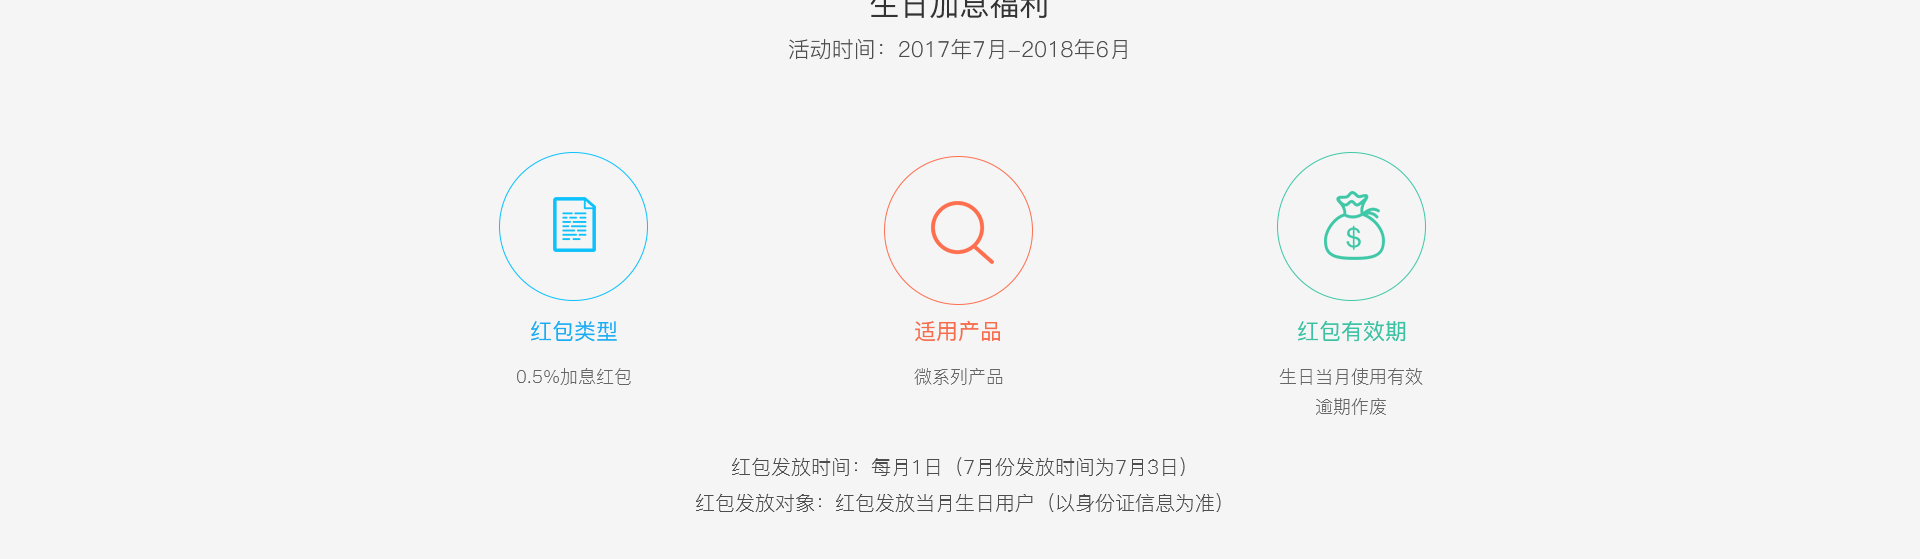 生日加息福利
活动时间：2017年7月-2018年6月
$
红包类型
适用产品
红包有效期
0.5%加息红包
微系列产品
生日当月使用有效
逾期作废
红包发放时间：每月1日（7月份发放时间为7月3日）
红包发放对象：红包发放当月生日用户（以身份证信息为准）